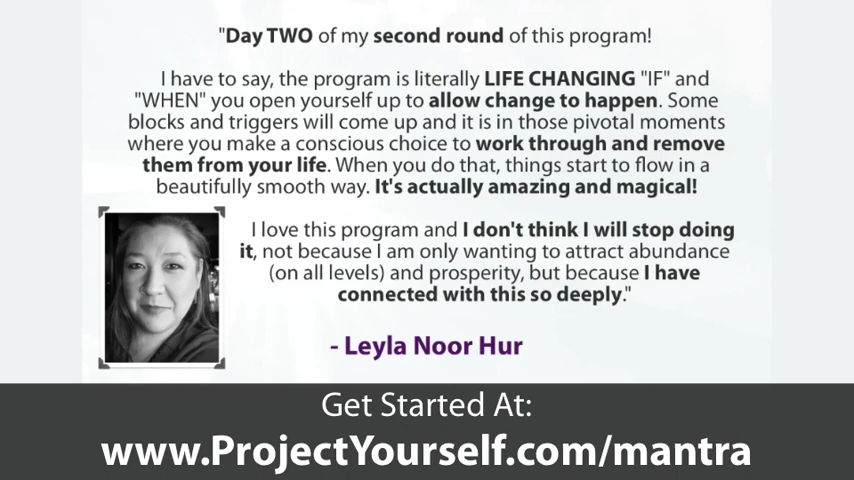 "Day TWO of my second round of this program!
I have to say, the program is literally LIFE CHANGING "IF" and
"WHEN" you open yourself up to allow change to happen. Some
blocks and triggers will come up and it is in those pivotal moments
where you make a conscious choice to work through and remove
them from your life. When you do that, things start to flow in a
beautifully smooth way. It's actually amazing and magical!
I love this program and I don't think I will stop doing
it, not because I am only wanting to attract abundance
(on all levels) and prosperity, but because I have
connected with this so deeply."
- Leyla Noor Hur
Get Started At:
www.ProjectYourself.com/mantra